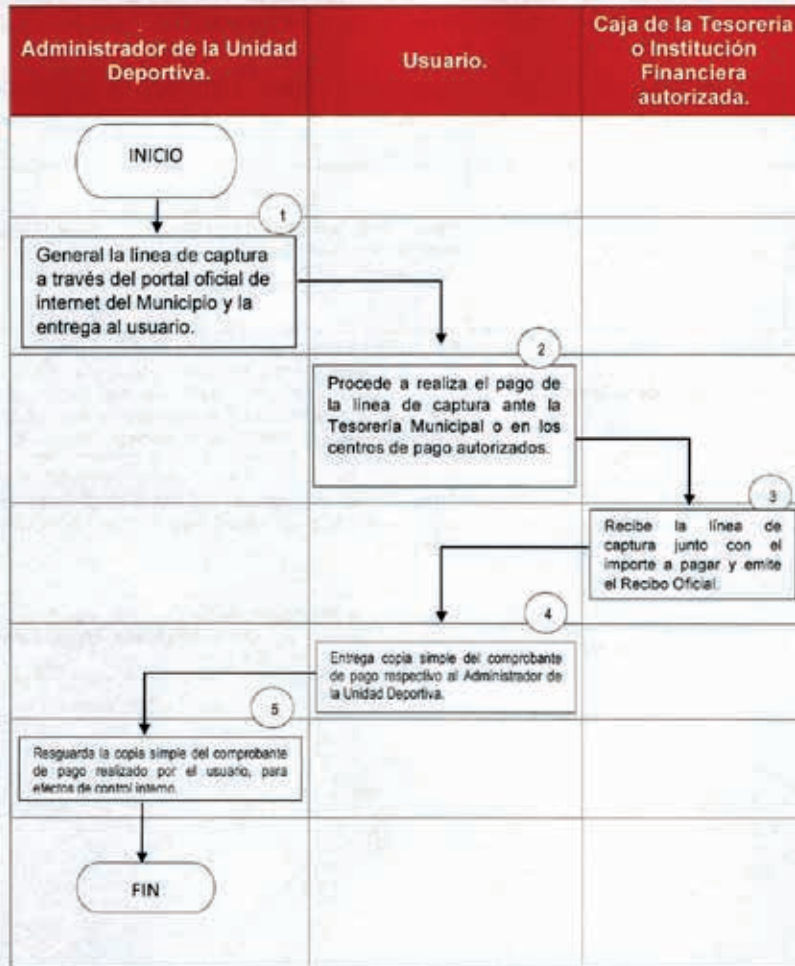 Administrador de la Unidad
Deportiva.
Usuario.
Caja de la Tesorería
o Institución
Financiera
autorizada.
INICIO
1
General la línea de captura
a través del portal oficial de
internet del Municipio y la
entrega al usuario.
2
Procede a realiza el pago de
la línea de captura ante la
Tesorería Municipal o en los
centros de pago autorizados.
3
Recibe la línea de
captura junto con el
importe a pagar y emite
el Recibo Oficial.
4
Entrega copia simple del comprobante
de pago respectivo al Administrador de
la Unidad Deportiva.
5
Resguarda la copia simple del comprobante
de pago realizado por el usuario, para
efectos de control interno.
FIN